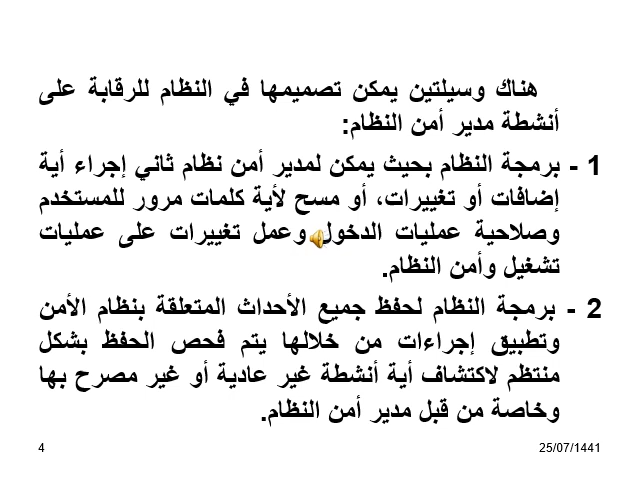 هناك وسيلتين يمكن تصميمها في النظام للرقابة على
أنشطة مدير أمن النظام:
1 - برمجة النظام بحيث يمكن لمدير أمن نظام ثاني إجراء أية
إضافات أو تغييرات، أو مسح لأية كلمات مرور للمستخدم
وصلاحية عمليات الدخول وعمل تغييرات على عمليات
تشغيل وأمن النظام.
2 - برمجة النظام لحفظ جميع الأحداث المتعلقة بنظام الأمن
وتطبيق إجراءات من خلالها يتم فحص الحفظ بشكل
منتظم لاكتشاف أية أنشطة غير عادية أو غير مصرح بها
وخاصة من قبل مدير أمن النظام.
25/07/1441
4